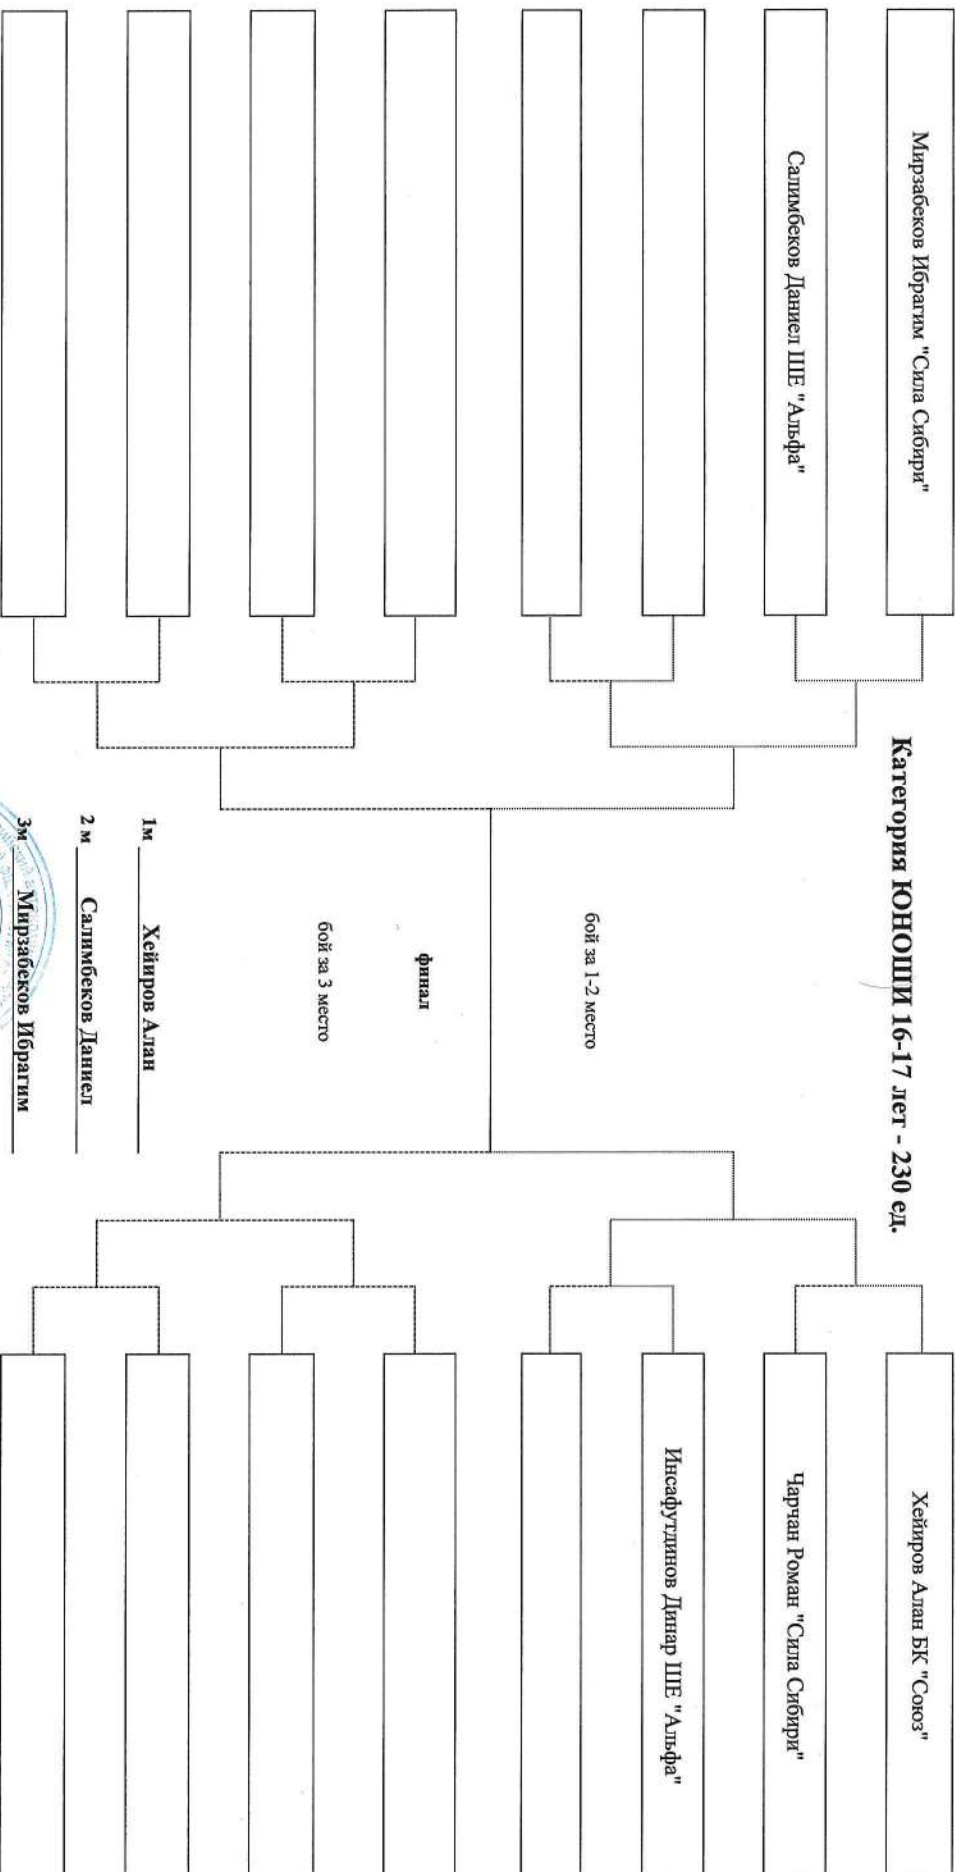 Категория ЮНОШИ 16-17 лет - 230 ед.
Мирзабеков Ибрагим "Сила Сибири"
Салимбеков Даниел ШЕ "Альфа"
Хейиров Алан БК "Союз"
Чарчан Роман "Сила Сибири"
Инсафутдинов Динар ШЕ "Альфа"
бой за 1-2 место
финал
бой за 3 место
1м Хейиров Алан
2 м Салимбеков Даниел
3м Мирзабеков Ибрагим